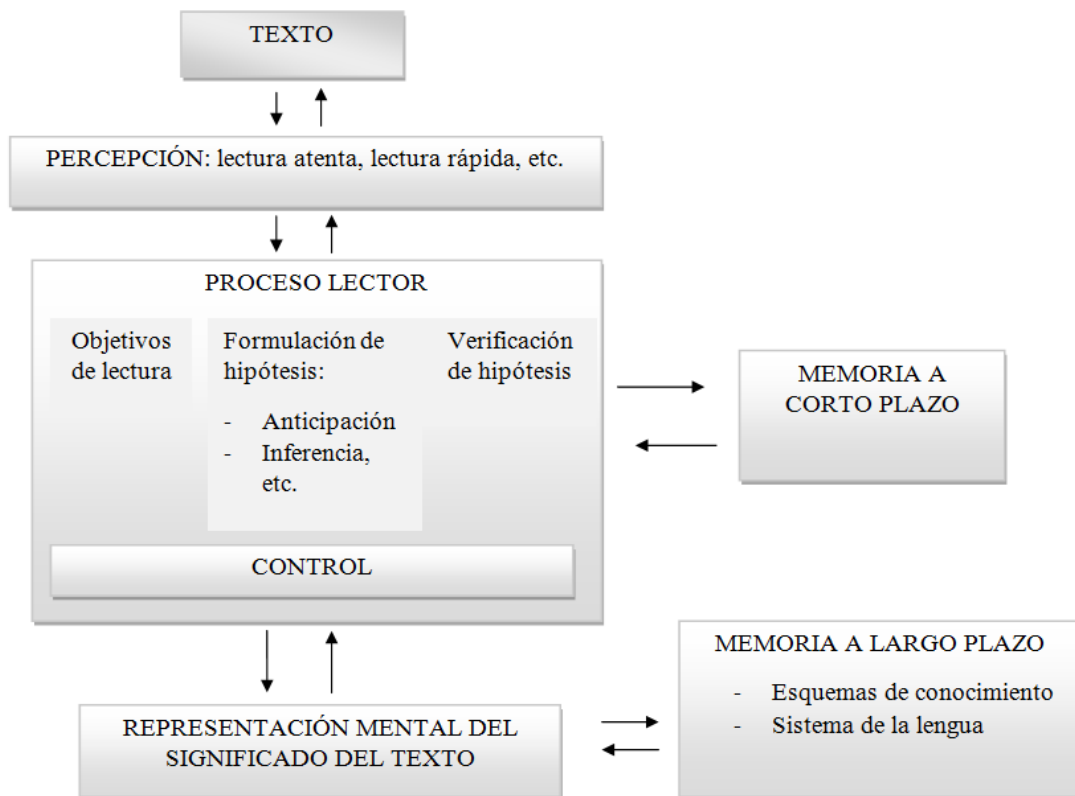 TEXTO
PERCEPCIÓN: lectura atenta, lectura rápida, etc.
PROCESO LECTOR
Objetivos
de lectura
Formulación de
hipótesis:
- Anticipación
- Inferencia,
etc.
Verificación
de hipótesis
CONTROL
MEMORIA A
CORTO PLAZO
REPRESENTACIÓN MENTAL DEL
SIGNIFICADO DEL TEXTO
MEMORIA A LARGO PLAZO
- Esquemas de conocimiento
- Sistema de la lengua